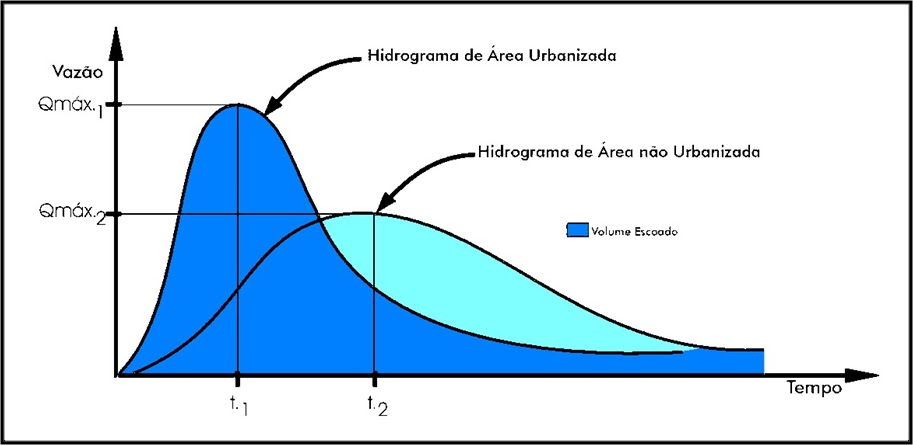 Hidrograma de Área Urbanizada
Vazão
Qmáx.1
Hidrograma de Área não Urbanizada
Qmáx.2
Volume Escoado
Tempo
t.1
t.2